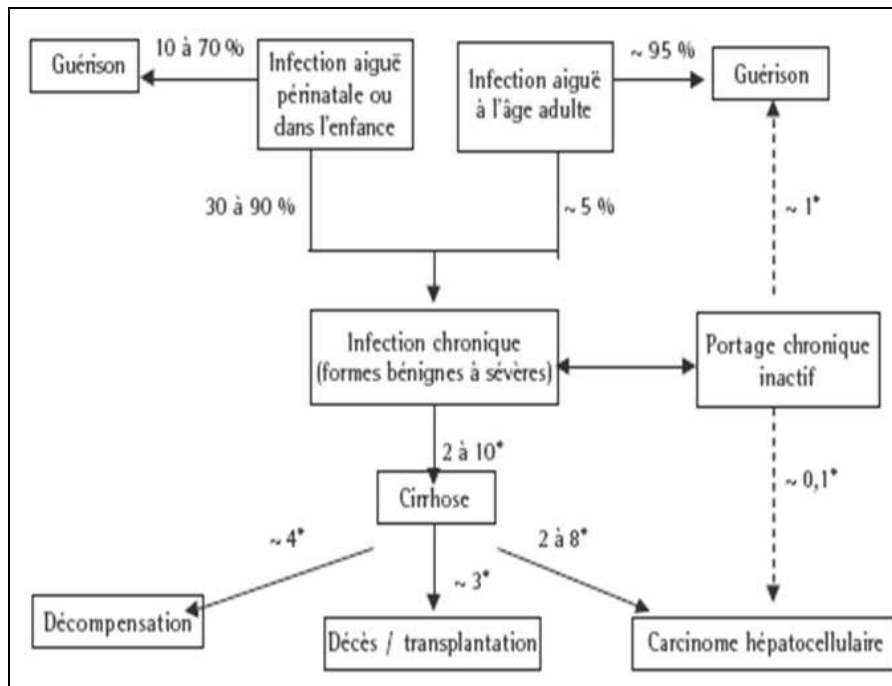 10 à 70 %
Guérison
Infection aiguë
périnatale ou
dans l'enfance
Infection aiguë
à l'âge adulte
~ 95 %
Guérison
30 à 90 %
~ 5 %
~ 1*
Infection chronique
(formes bénignes à sévères)
Portage chronique
inactif
2 à 10*
Cirrhose
~ 0,1*
~ 4*
~ 3*
2 à 8*
Décompensation
Décès / transplantation
Carcinome hépatocellulaire